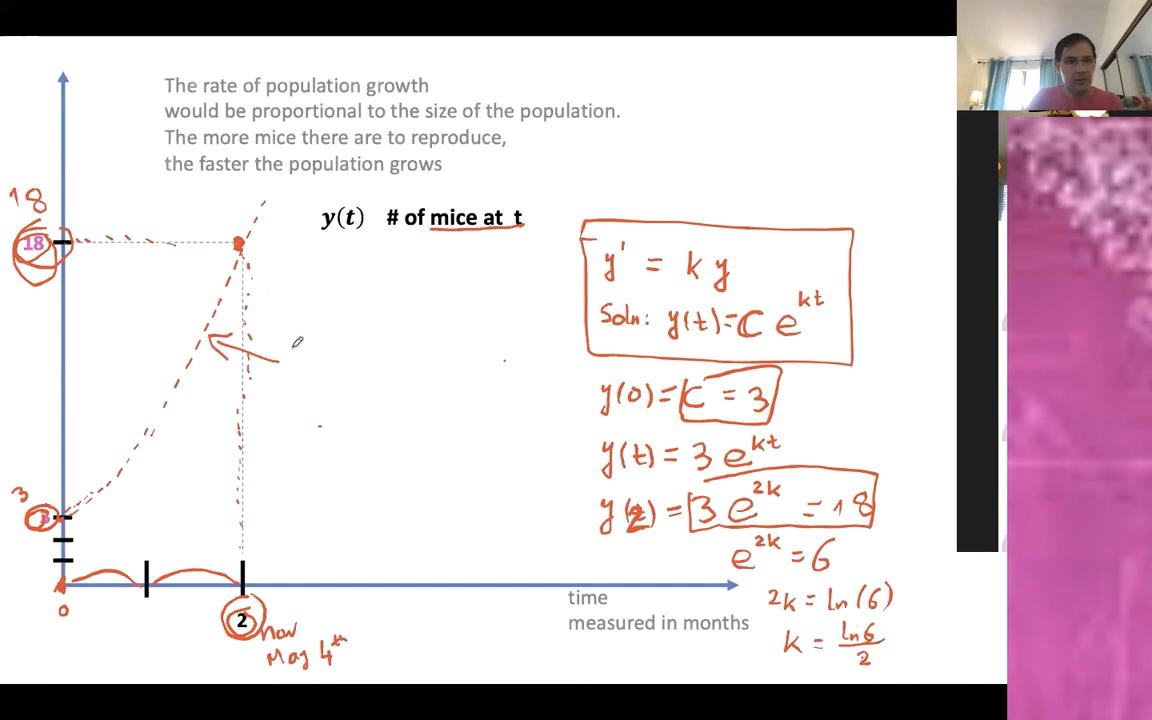 The rate of population growth
would be proportional to the size of the population.
The more mice there are to reproduce,
the faster the population grows
18
18
y(t) # of mice at t
y' = ky
Soln: y(t)=C e^{kt}
y(0)= C = 3
y(t) = 3 e^{kt}
y(2) = 3 e^{2k} = 18
e^{2k} = 6
2k = ln(6)
k = ln6/2
3
3
0
2
now
May 4th
time
measured in months